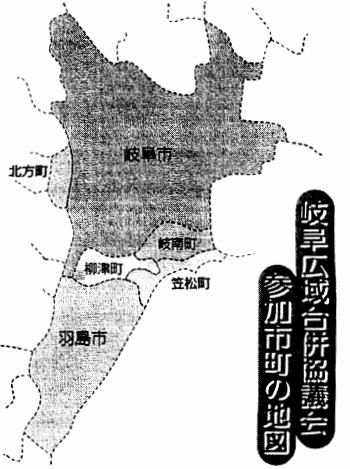 岐阜広域合併協議会
参加市町の地図
岐阜市
北方町
岐南町
柳津町
笠松町
羽島市